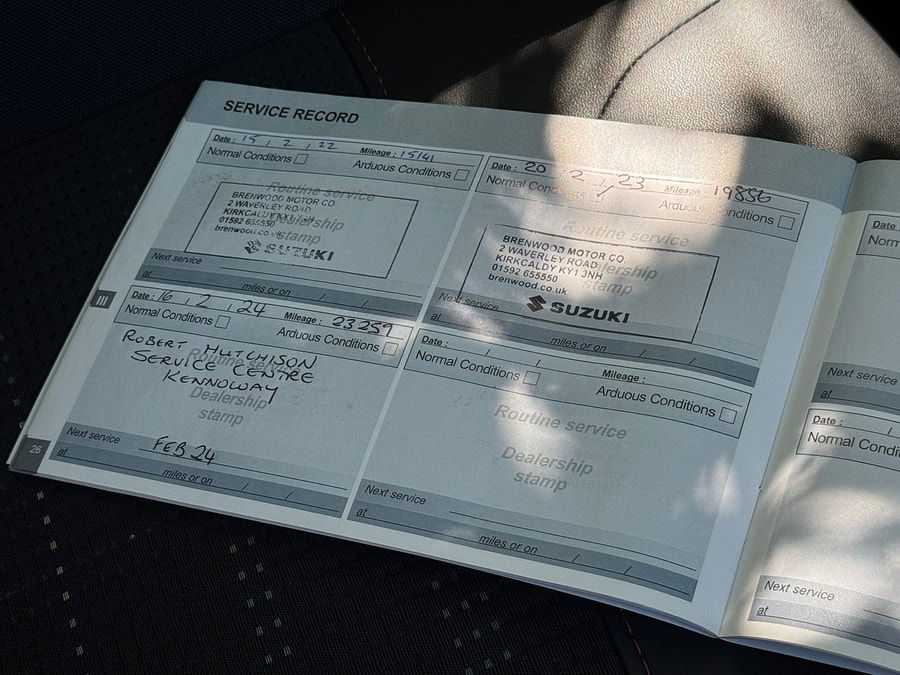 SERVICE RECORD
Date : 15 / 2 / 22 Mileage : 15141
Normal Conditions Arduous Conditions
Routine service
Dealership
stamp
BRENWOOD MOTOR CO.
2 WAVERLEY ROAD
KIRKCALDY KY1 3NH
01592 655550
brenwood.co.uk
SUZUKI
Next service
at miles or on / /
Date : 20 / 2 / 23 Mileage : 19856
Normal Conditions Arduous Conditions
Routine service
Dealership
stamp
BRENWOOD MOTOR CO.
2 WAVERLEY ROAD
KIRKCALDY KY1 3NH
01592 655550
brenwood.co.uk
SUZUKI
Next service
at miles or on / /
III
Date : 16 / 2 / 24 Mileage : 23259
Normal Conditions Arduous Conditions
Routine service
Dealership
stamp
ROBERT HUTCHISON
SERVICE CENTRE
KENNOWAY
Next service FEB 24
at miles or on / /
Date : / / Mileage :
Normal Conditions Arduous Conditions
Routine service
Dealership
stamp
Next service
at miles or on / /
26
Date
Norm
Next service
at
Date : /
Normal Condi
Next service
at